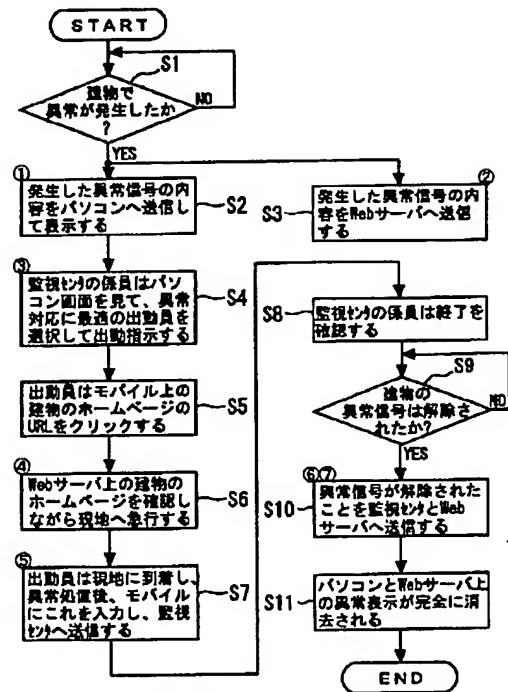 START
S1
建物で
異常が発生したか
?
NO
YES
①
発生した異常信号の内
容をパソコンへ送信し
て表示する
S2
②
発生した異常信号の内
容をWebサーバへ送信
する
S3
③
監視センタの係員はパソ
コン画面を見て、異常
対応に最適の出動員を
選択して出動指示する
S4
出動員はモバイル上の
建物のホームページの
URLをクリックする
S5
④
Webサーバ上の建物の
ホームページを確認し
ながら現地へ急行する
S6
⑤
出動員は現地に到着し、
異常処置後、モバイル
にこれを入力し、監視
センタへ送信する
S7
S8
監視センタの係員は終了を
確認する
S9
建物の
異常信号は解除さ
れたか?
NO
YES
⑥⑦
異常信号が解除された
ことを監視センタとWeb
サーバへ送信する
S10
パソコンとWebサーバ上
の異常表示が完全に消
去される
S11
END